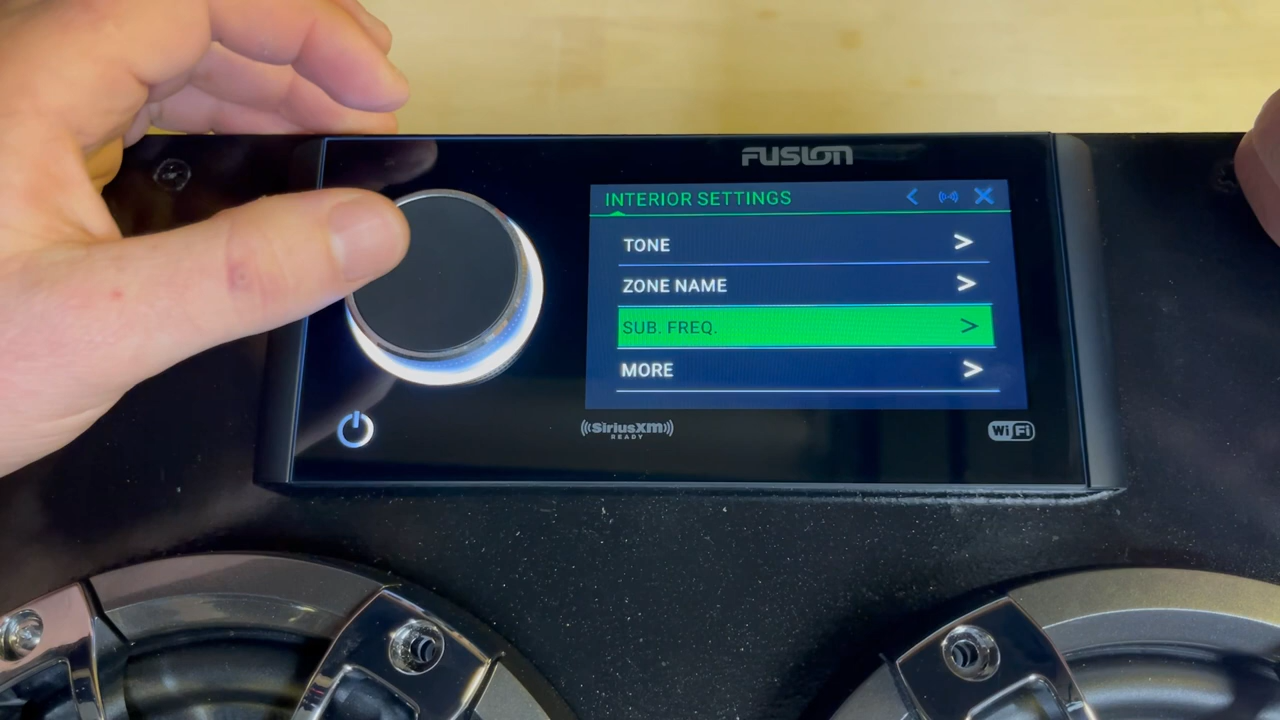 FUSION
INTERIOR SETTINGS
TONE >
ZONE NAME >
SUB. FREQ. >
MORE >
((SiriusXM))
READY
WiFi